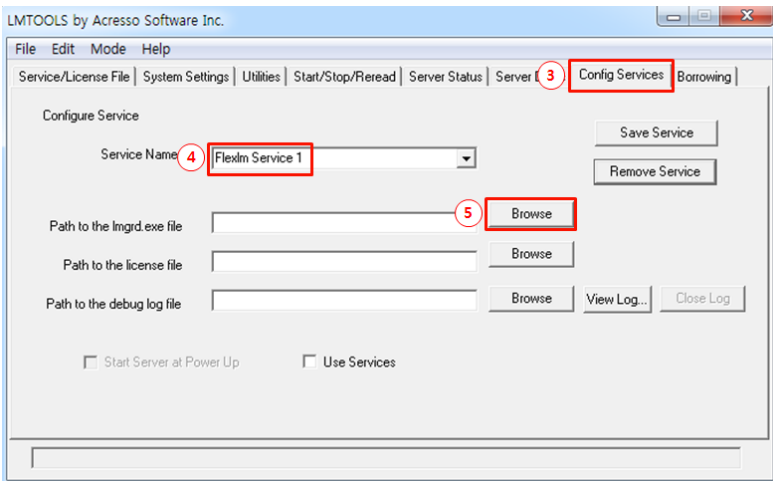 LMTOOLS by Acresso Software Inc.
File Edit Mode Help
Service/License File System Settings Utilities Start/Stop/Reread Server Status Server 3 Config Services Borrowing
Configure Service
Save Service
Service Name 4 Flexlm Service 1
Remove Service
Path to the lmgrd.exe file 5 Browse
Path to the license file Browse
Path to the debug log file Browse View Log... Close Log
Start Server at Power Up Use Services